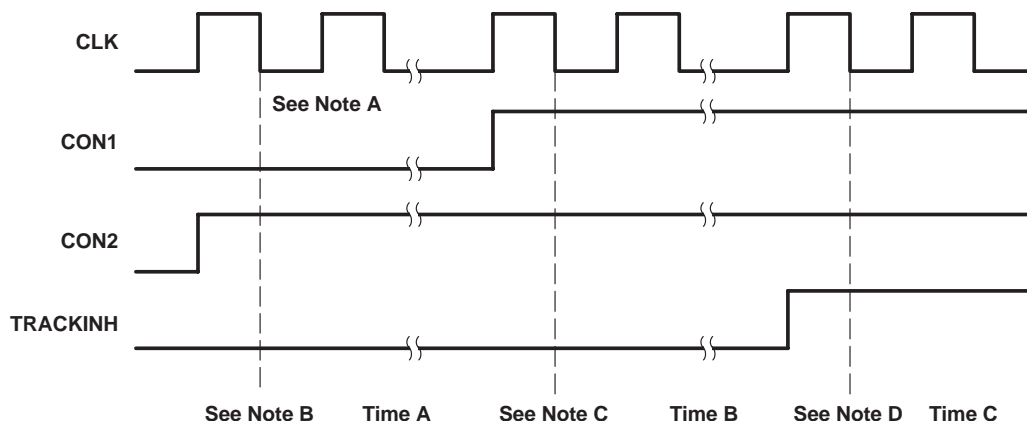 CLK
See Note A
CON1
CON2
TRACKINH
See Note B Time A See Note C Time B See Note D Time C